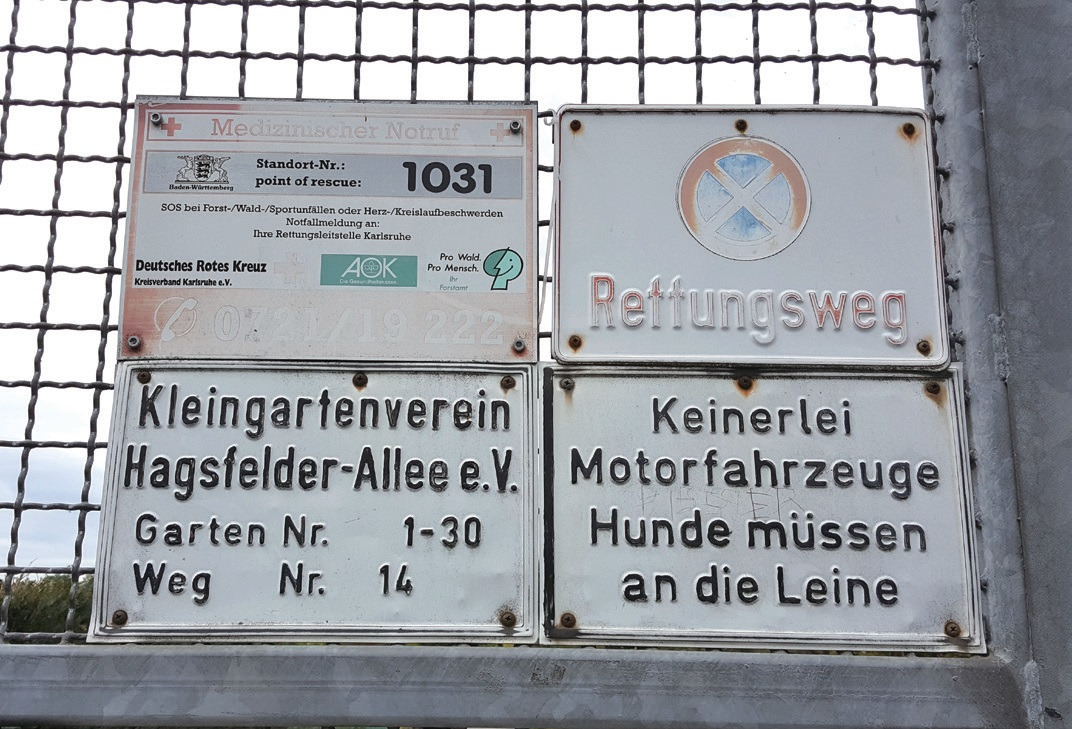 Medizinischer Notruf
Baden-Württemberg
Standort-Nr.:
point of rescue:
1031
SOS bei Forst-/Wald-/Sportunfällen oder Herz-/Kreislaufbeschwerden
Notfallmeldung an:
Ihre Rettungsleitstelle Karlsruhe
Deutsches Rotes Kreuz
Kreisverband Karlsruhe e.V.
AOK
Die Gesundheitskasse
Pro Wald.
Pro Mensch.
Ihr
Forstamt
0721/19 222
Rettungsweg
Kleingartenverein
Hagsfelder-Allee e.V.
Garten Nr. 1-30
Weg Nr. 14
Keinerlei
Motorfahrzeuge
Hunde müssen
an die Leine